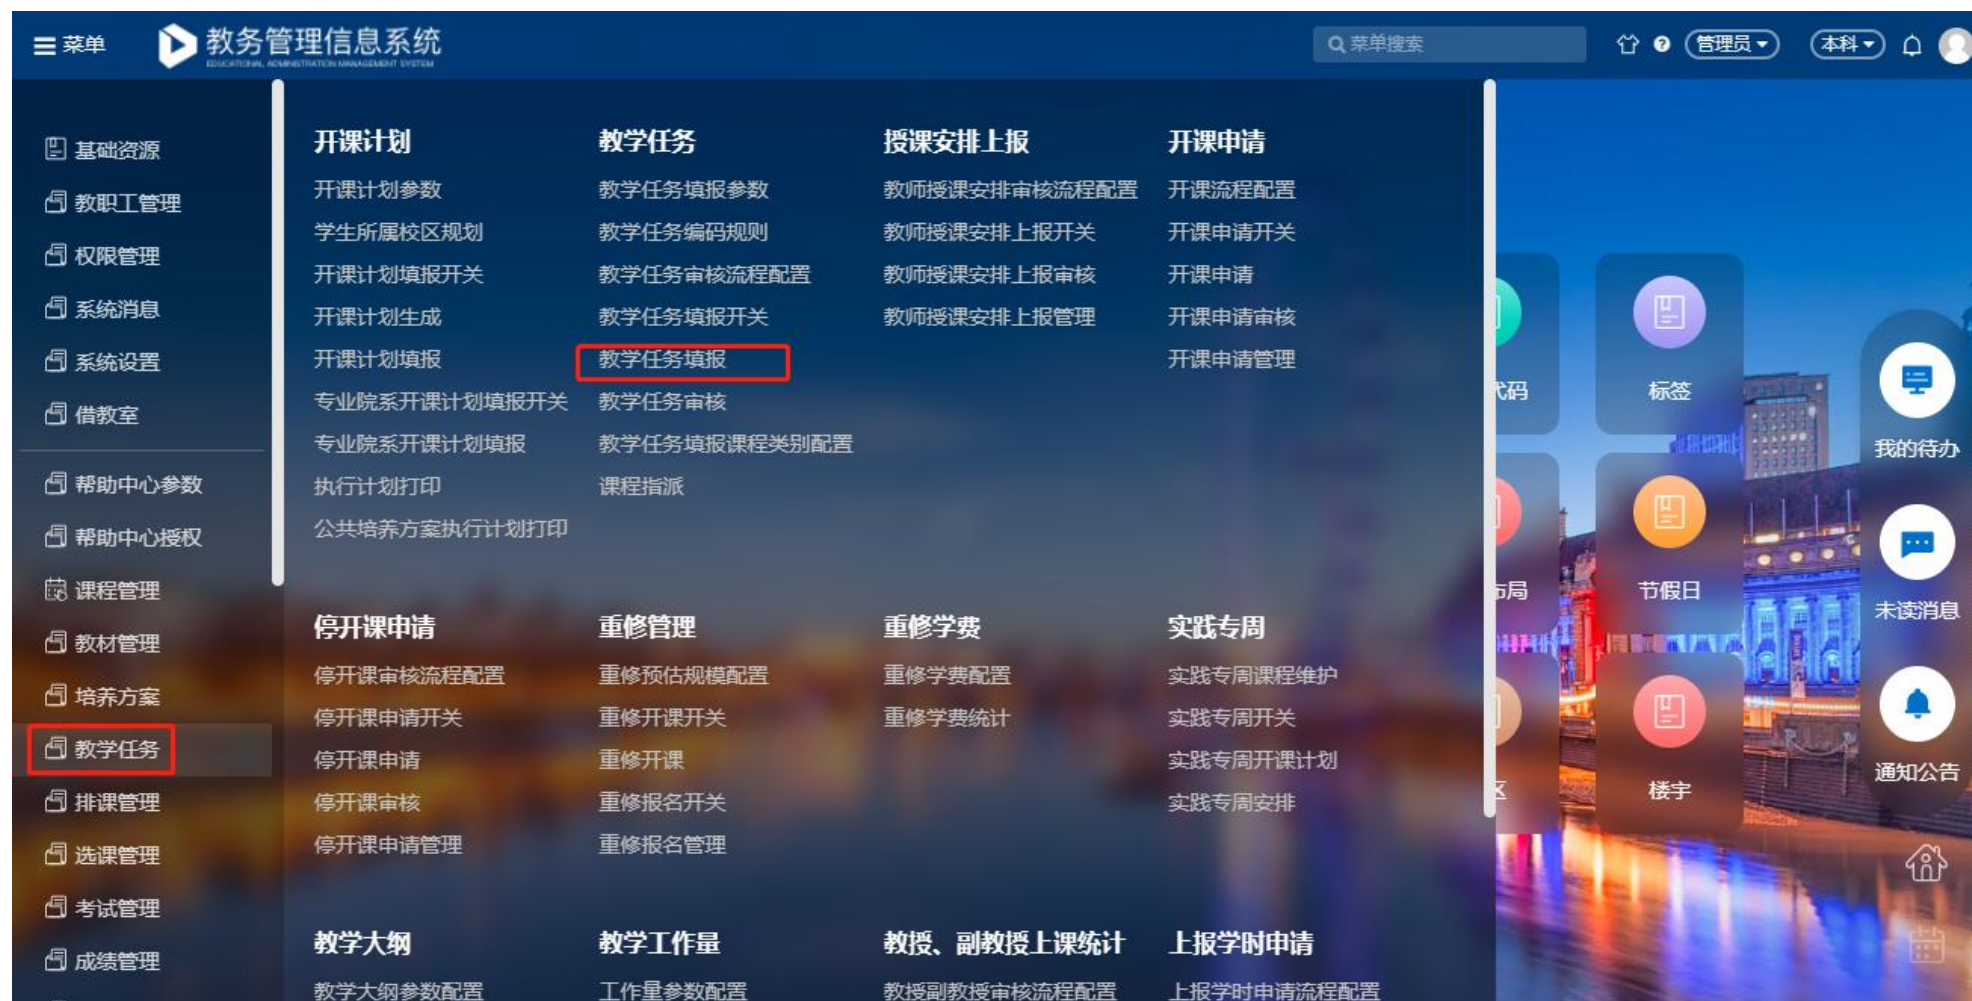 菜单
教务管理信息系统
EDUCATIONAL ADMINISTRATION MANAGEMENT SYSTEM
菜单搜索
管理员
本科
基础资源
教职工管理
权限管理
系统消息
系统设置
借教室
帮助中心参数
帮助中心授权
课程管理
教材管理
培养方案
教学任务
排课管理
选课管理
考试管理
成绩管理
开课计划
开课计划参数
学生所属校区规划
开课计划填报开关
开课计划生成
开课计划填报
专业院系开课计划填报开关
专业院系开课计划填报
执行计划打印
公共培养方案执行计划打印
教学任务
教学任务填报参数
教学任务编码规则
教学任务审核流程配置
教学任务填报开关
教学任务填报
教学任务审核
教学任务填报课程类别配置
课程指派
授课安排上报
教师授课安排审核流程配置
教师授课安排上报开关
教师授课安排上报审核
教师授课安排上报管理
开课申请
开课流程配置
开课申请开关
开课申请
开课申请审核
开课申请管理
停开课申请
停开课审核流程配置
停开课申请开关
停开课申请
停开课审核
停开课申请管理
重修管理
重修预估规模配置
重修开课开关
重修开课
重修报名开关
重修报名管理
重修学费
重修学费配置
重修学费统计
实践专周
实践专周课程维护
实践专周开关
实践专周开课计划
实践专周安排
教学大纲
教学大纲参数配置
教学工作量
工作量参数配置
教授、副教授上课统计
教授副教授审核流程配置
上报学时申请
上报学时申请流程配置
代码
标签
布局
节假日
区
楼宇
我的待办
未读消息
通知公告